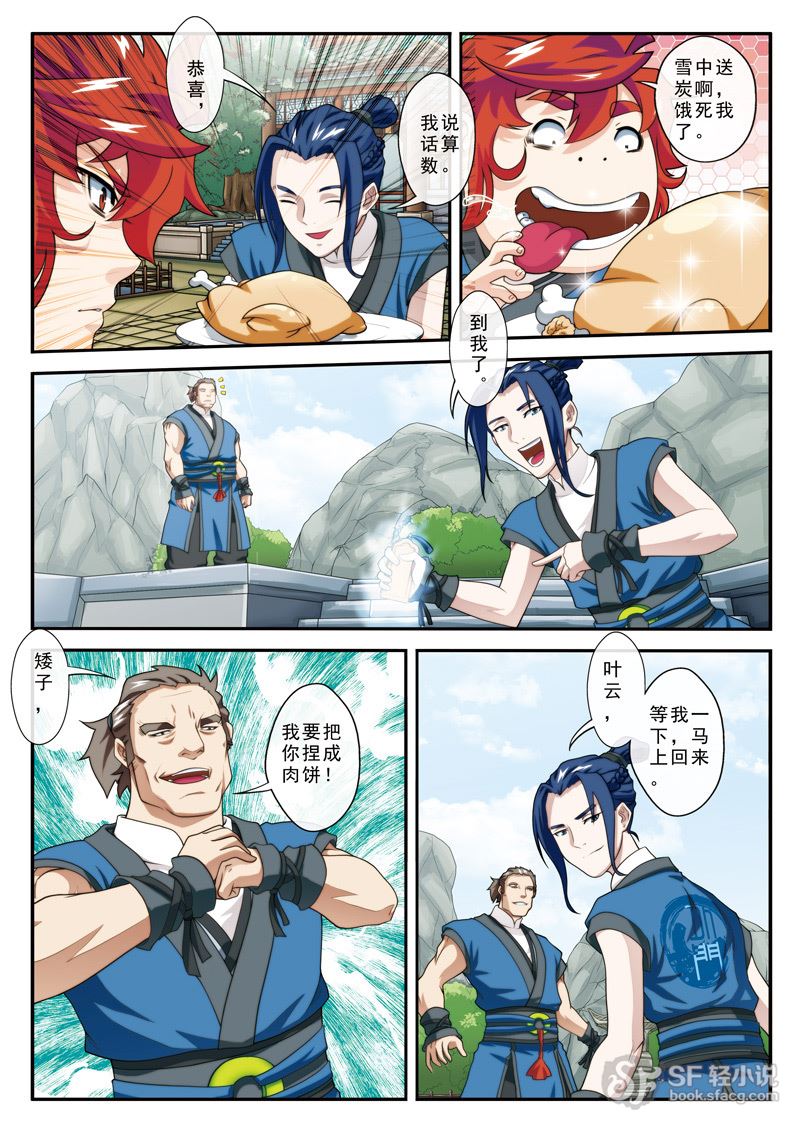 恭喜，
我说
话算
数。
雪中送
炭啊，
饿死我
了。
到我了。
矮子，
我要把
你捏成
肉饼！
叶云，
等我一
下，马
上回来
。
SF 轻小说
book.sfacg.com